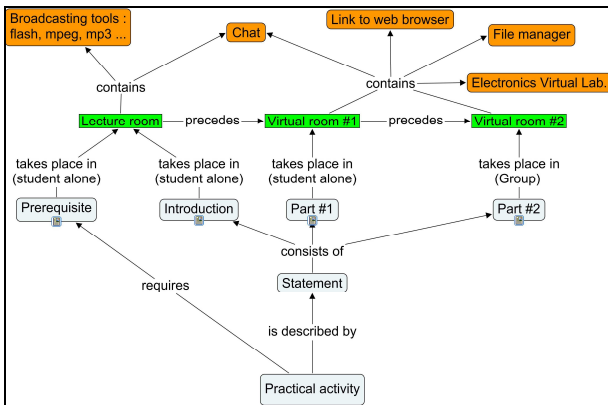 Broadcasting tools :
flash, mpeg, mp3 ...
Chat
Link to web browser
File manager
Electronics Virtual Lab.
contains
contains
Lecture room
precedes
Virtual room #1
precedes
Virtual room #2
takes place in
(student alone)
takes place in
(student alone)
takes place in
(student alone)
takes place in
(Group)
Prerequisite
Introduction
Part #1
Part #2
consists of
requires
Statement
is described by
Practical activity